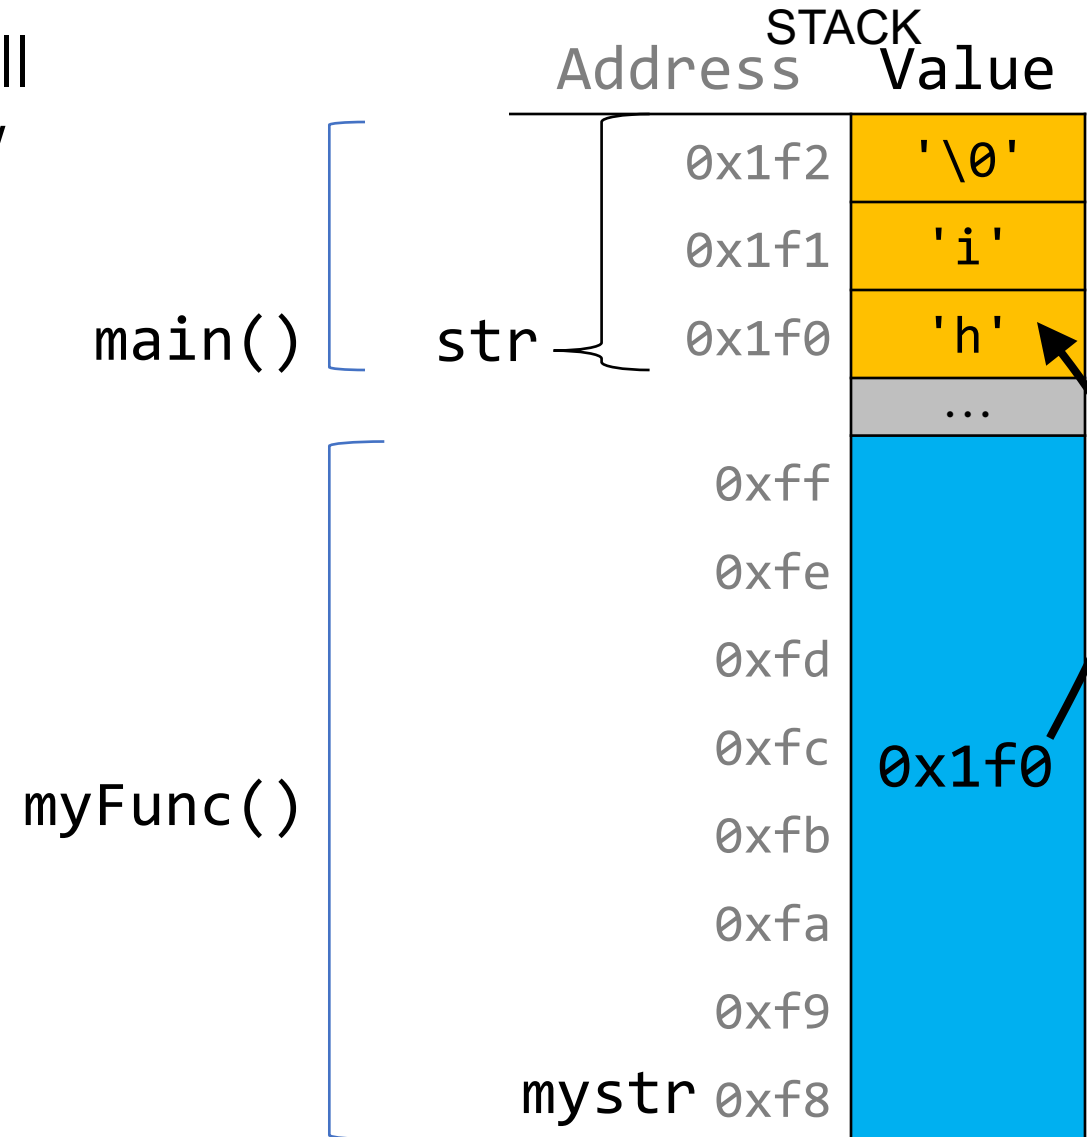 STACK
Address Value
0x1f2 '\0'
0x1f1 'i'
main() str 0x1f0 'h'
...
0xff
0xfe
0xfd
0xfc 0x1f0
myFunc() 0xfb
0xfa
0xf9
mystr 0xf8